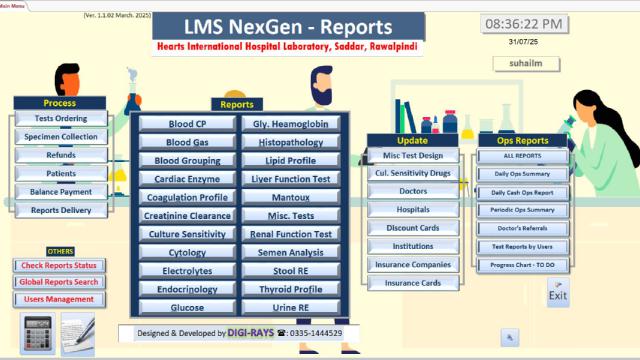 Main Menu
(Ver. 1.1.02 March. 2025)
LMS NexGen - Reports
Hearts International Hospital Laboratory, Saddar, Rawalpindi
08:36:22 PM
31/07/25
suhailm
Process
Tests Ordering
Specimen Collection
Refunds
Patients
Balance Payment
Reports Delivery
OTHERS
Check Reports Status
Global Reports Search
Users Management
Reports
Blood CP
Blood Gas
Blood Grouping
Cardiac Enzyme
Coagulation Profile
Creatinine Clearance
Culture Sensitivity
Cytology
Electrolytes
Endocrinology
Glucose
Gly. Heamoglobin
Histopathology
Lipid Profile
Liver Function Test
Mantoux
Misc. Tests
Renal Function Test
Semen Analysis
Stool RE
Thyroid Profile
Urine RE
Update
Misc Test Design
Cul. Sensitivity Drugs
Doctors
Hospitals
Discount Cards
Institutions
Insurance Companies
Insurance Cards
Ops Reports
ALL REPORTS
Daily Ops Summary
Daily Cash Ops Report
Periodic Ops Summary
Doctor's Referrals
Test Reports by Users
Progress Chart - TO DO
Exit
Designed & Developed by DIGI-RAYS ☎: 0335-1444529